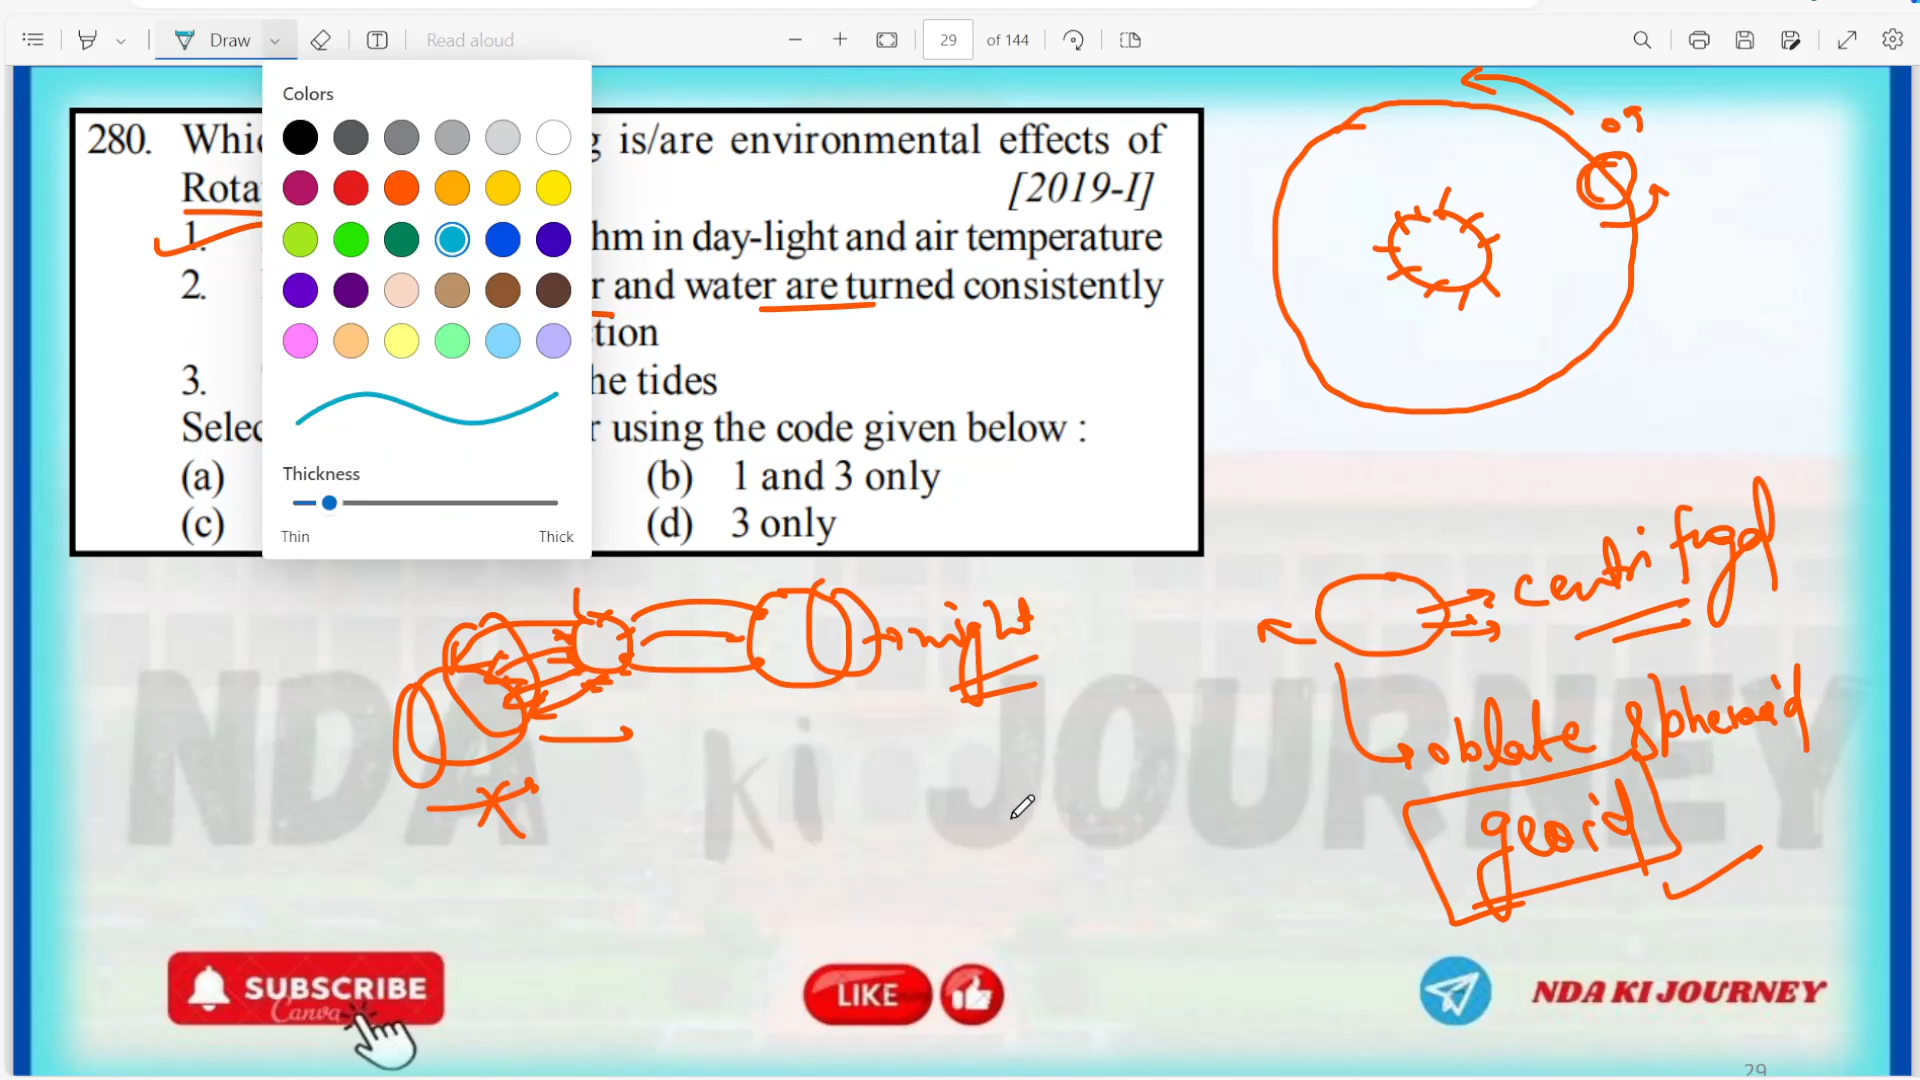 Draw
Read aloud
29 of 144
Colors
280. Whi is/are environmental effects of
Rota [2019-I]
1. hm in day-light and air temperature
2. r and water are turned consistently
tion
3. he tides
Selec r using the code given below :
(a) (b) 1 and 3 only
(c) (d) 3 only
Thickness
Thin Thick
centrifugal
night
oblate spheroid
geoid
NDA ki JOURNEY
SUBSCRIBE
Canva
LIKE
NDA KI JOURNEY
29